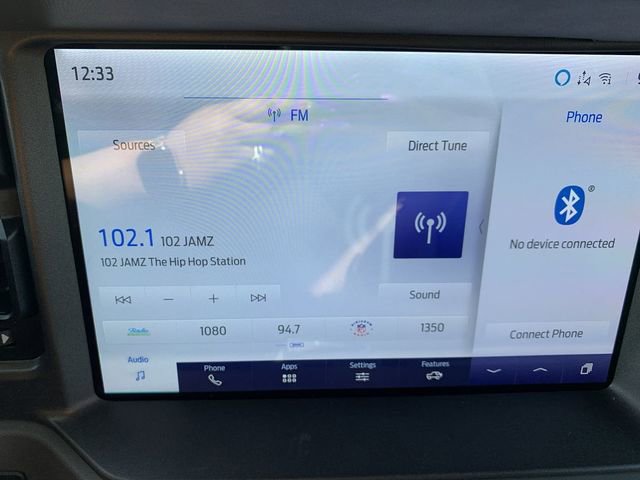 12:33
FM
Phone
Sources
Direct Tune
®
102.1 102 JAMZ
102 JAMZ The Hip Hop Station
No device connected
Sound
1080
94.7
1350
Connect Phone
Audio
Phone
Apps
Settings
Features